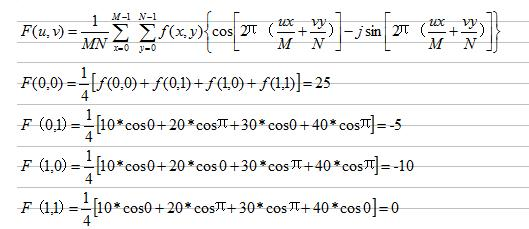 F(u,v) = 1/MN ∑_{x=0}^{M-1} ∑_{y=0}^{N-1} f(x,y){cos[2π (ux/M + vy/N)] − j sin[2π (ux/M + vy/N)]}
F(0,0) = 1/4 [f(0,0) + f(0,1) + f(1,0) + f(1,1)] = 25
F (0,1) = 1/4 [10*cos0 + 20*cosπ + 30*cos0 + 40*cosπ] = -5
F (1,0) = 1/4 [10*cos0 + 20*cos0 + 30*cosπ + 40*cosπ] = -10
F (1,1) = 1/4 [10*cos0 + 20*cosπ + 30*cosπ + 40*cos0] = 0